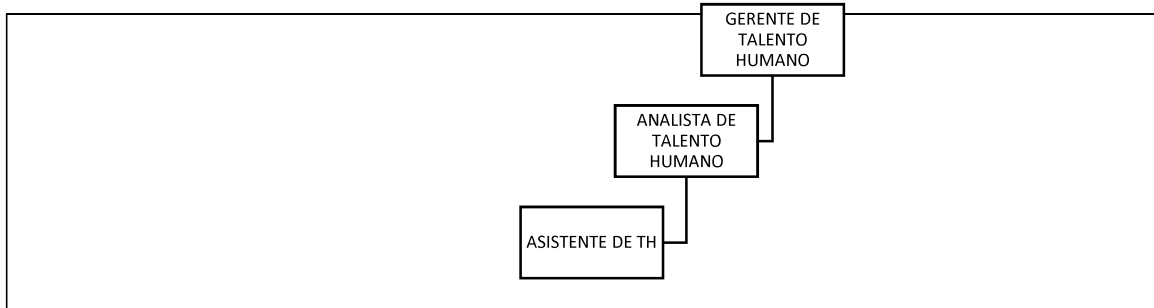 GERENTE DE
TALENTO
HUMANO
ANALISTA DE
TALENTO
HUMANO
ASISTENTE DE TH